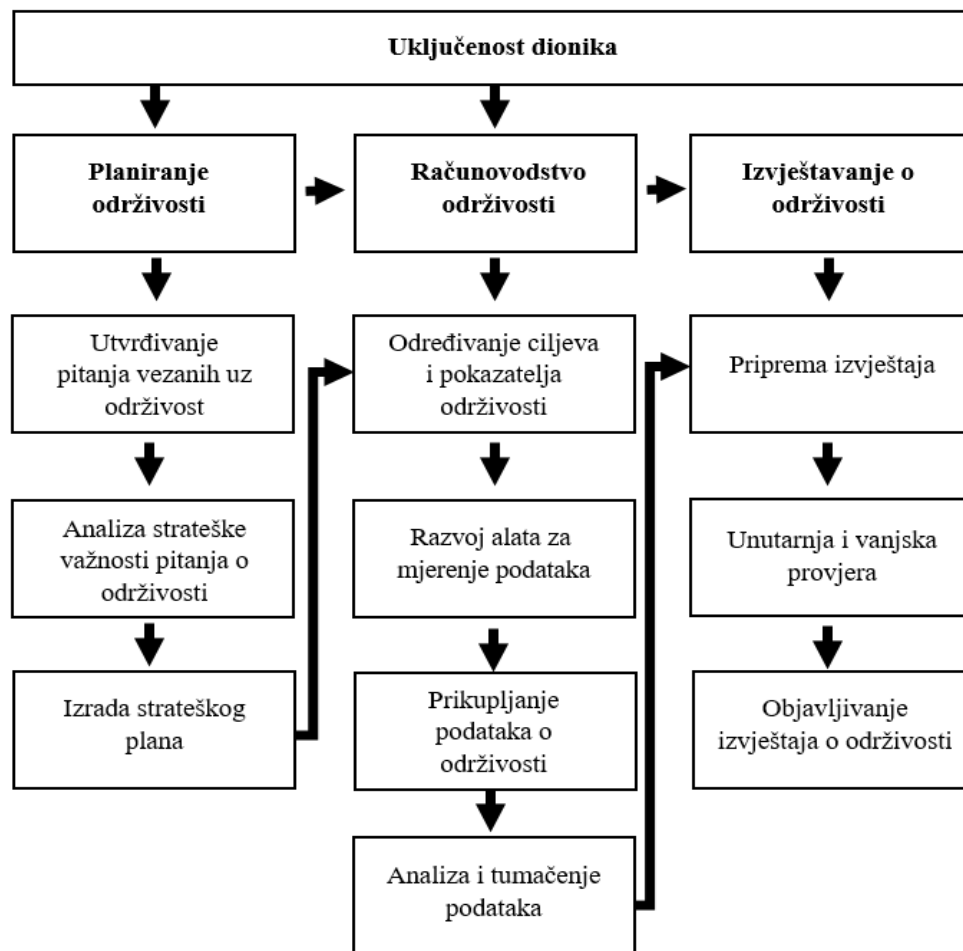 Uključenost dionika
Planiranje
održivosti
Računovodstvo
održivosti
Izvještavanje o
održivosti
Utvrđivanje
pitanja vezanih uz
održivost
Analiza strateške
važnosti pitanja o
održivosti
Izrada strateškog
plana
Određivanje ciljeva
i pokazatelja
održivosti
Razvoj alata za
mjerenje podataka
Prikupljanje
podataka o
održivosti
Analiza i tumačenje
podataka
Priprema izvještaja
Unutarnja i vanjska
provjera
Objavljivanje
izvještaja o održivosti